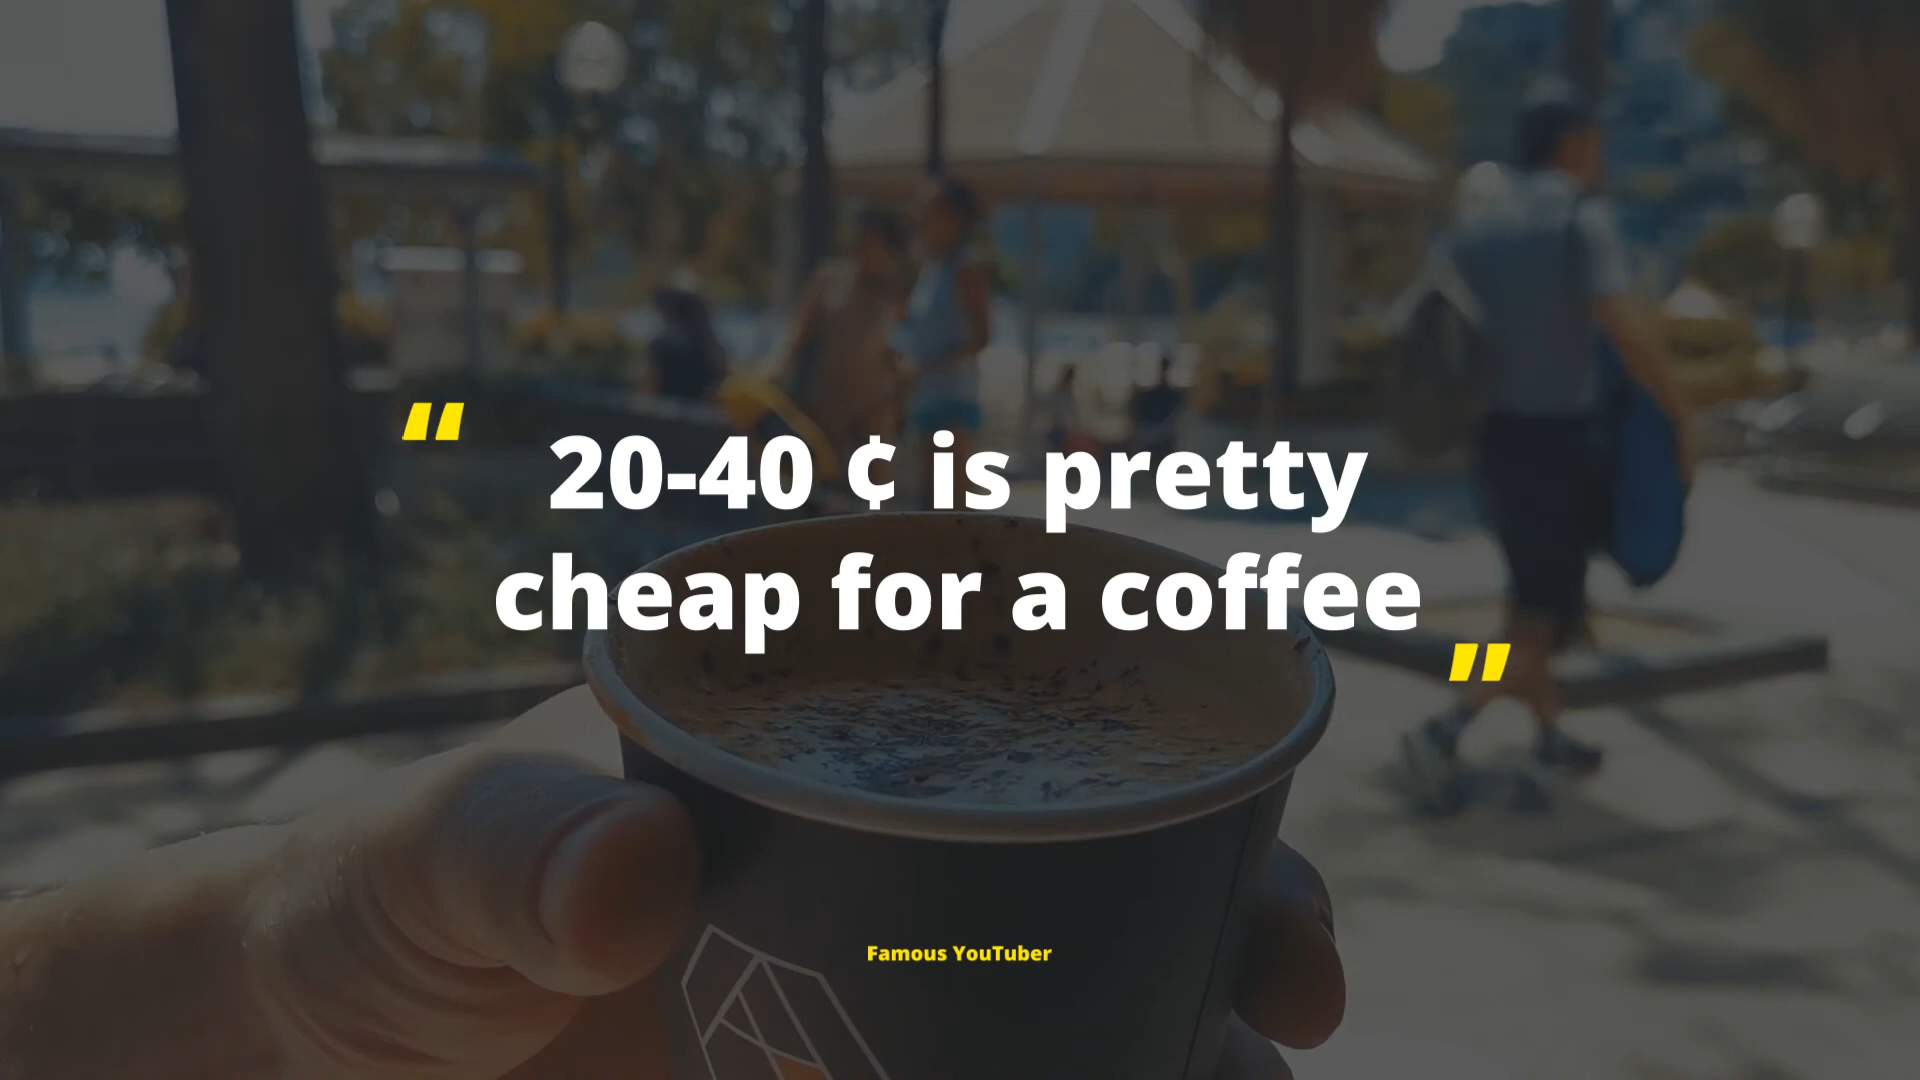 “ 20-40 ¢ is pretty
cheap for a coffee ”
Famous YouTuber